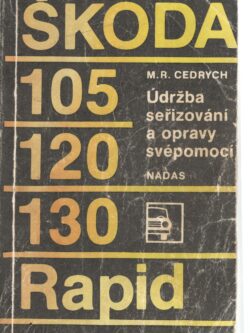 ŠKODA
105
120
130
Rapid
M. R. CEDRYCH
Údržba
seřizování
a opravy
svépomocí
NADAS